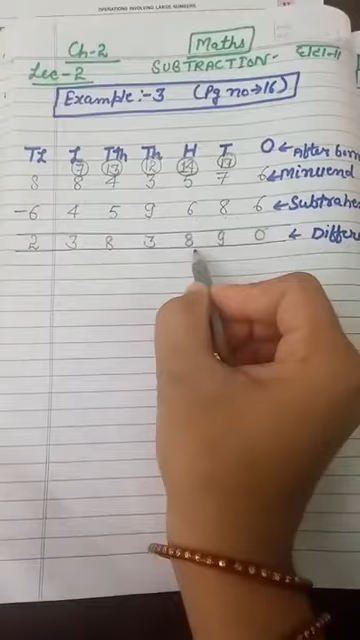 OPERATIONS INVOLVING LARGE NUMBERS
Ch-2
Maths
Lec-2
SUBTRACTION-
Example:-3 (Pg no→16)
TL L TTh Th H T O ← After borr
7 13 12 14 17
8 8 4 3 5 7 6 ← Minuend
-6 4 5 9 6 8 6 ← Subtrahe
2 3 8 3 8 9 0 ← Differ